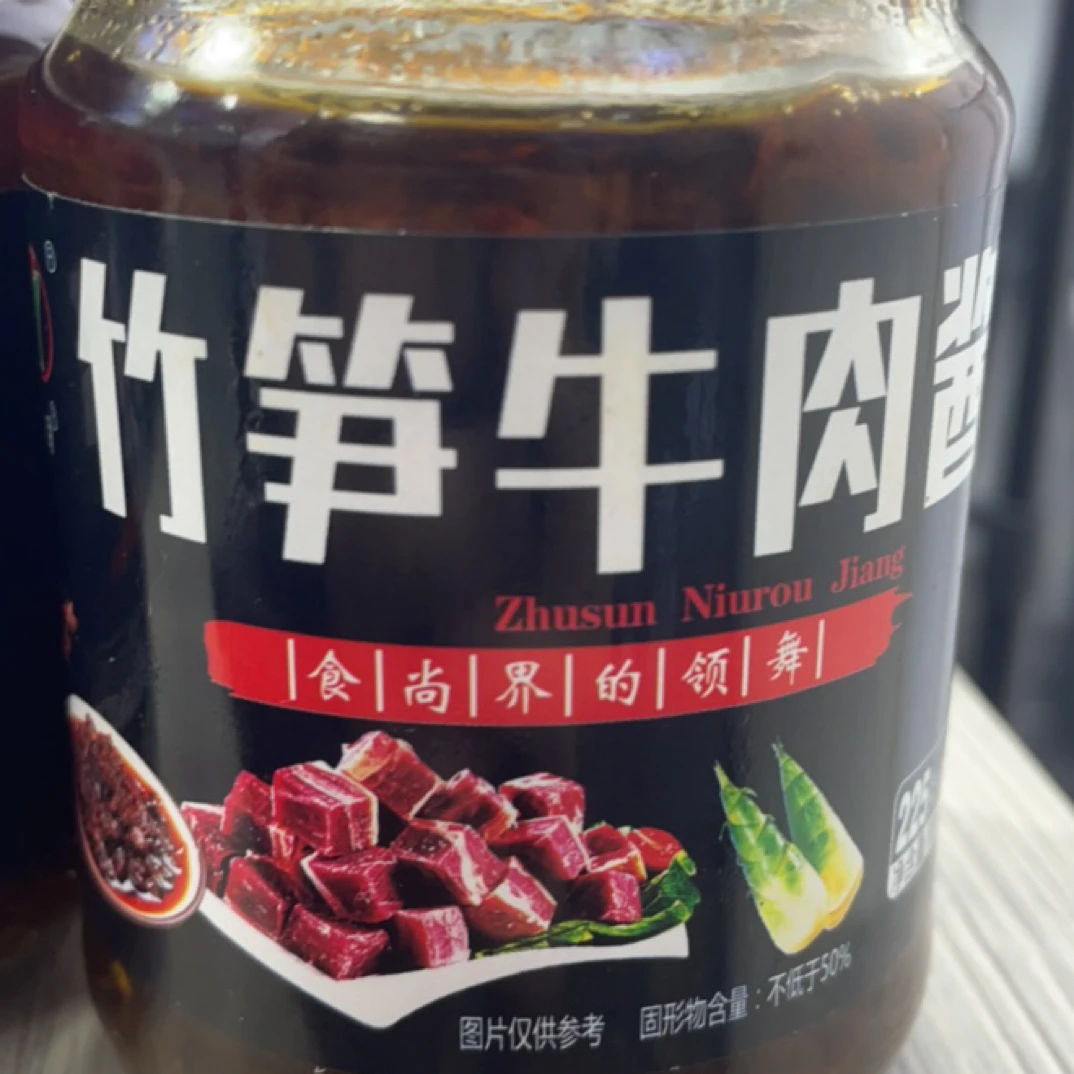 竹笋牛肉酱
Zhusun Niurou Jiang
食尚界的领舞
225
图片仅供参考
固形物含量：不低于50%